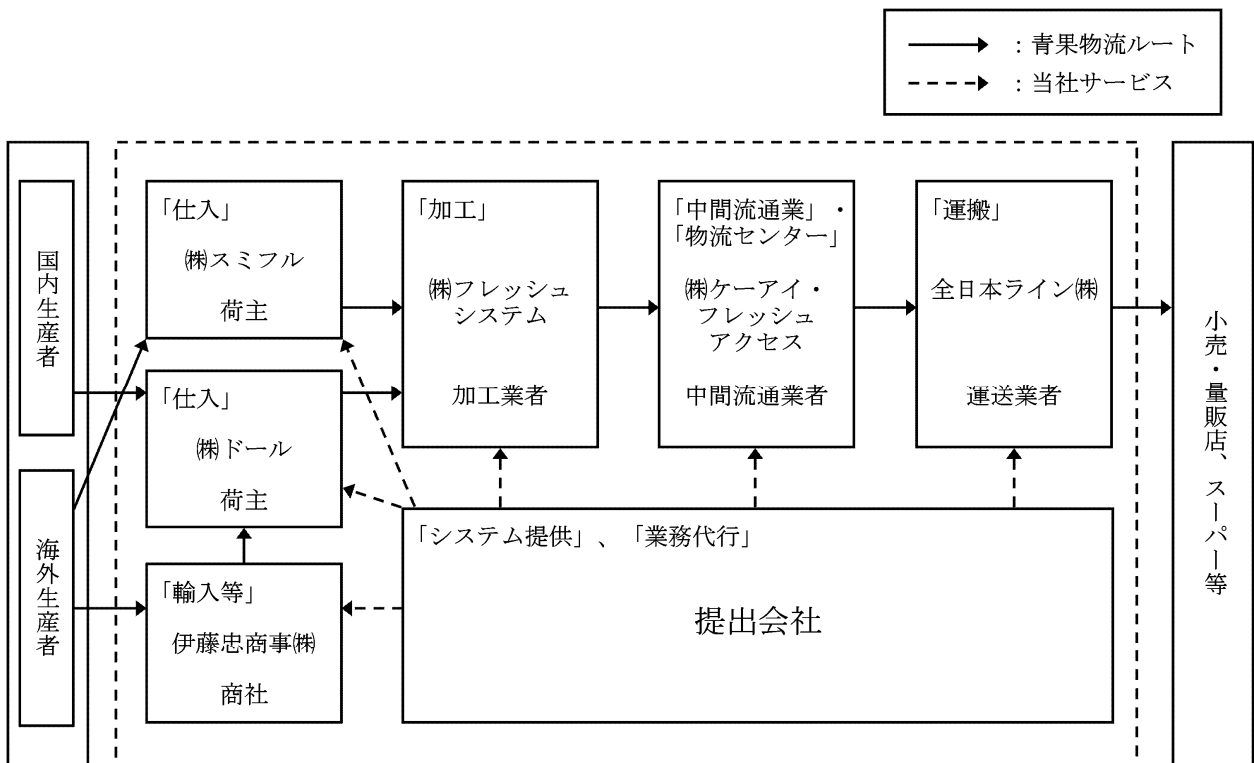 ：青果物流ルート
：当社サービス
国内生産者
海外生産者
「仕入」
㈱スミフル
荷主
「仕入」
㈱ドール
荷主
「輸入等」
伊藤忠商事㈱
商社
「加工」
㈱フレッシュ
システム
加工業者
「中間流通業」・
「物流センター」
㈱ケーアイ・
フレッシュ
アクセス
中間流通業者
「運搬」
全日本ライン㈱
運送業者
「システム提供」、「業務代行」
提出会社
小売・量販店、スーパー等